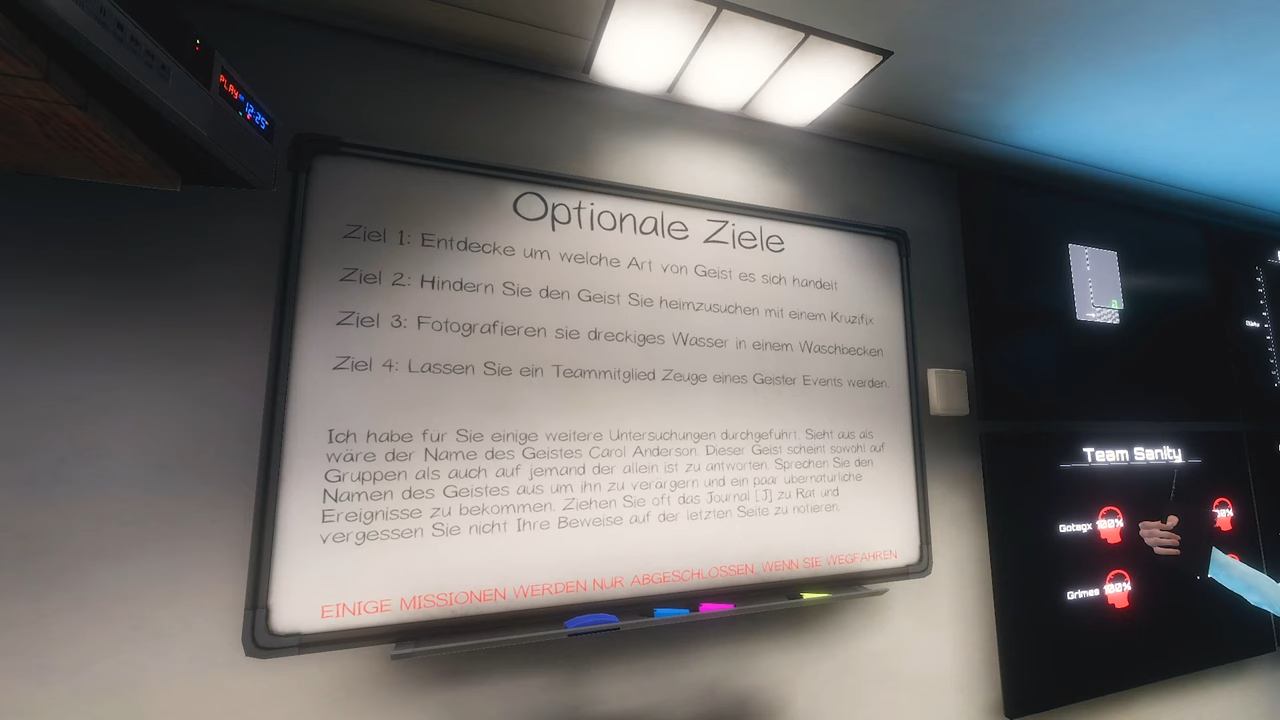 PLAY 12:25
Optionale Ziele
Ziel 1: Entdecke um welche Art von Geist es sich handelt
Ziel 2: Hindern Sie den Geist Sie heimzusuchen mit einem Kruzifix
Ziel 3: Fotografieren sie dreckiges Wasser in einem Waschbecken
Ziel 4: Lassen Sie ein Teammitglied Zeuge eines Geister Events werden.
Ich habe für Sie einige weitere Untersuchungen durchgeführt. Sieht aus als
wäre der Name des Geistes Carol Anderson. Dieser Geist scheint sowohl auf
Gruppen als auch auf jemand der allein ist zu antworten. Sprechen Sie den
Namen des Geistes aus um ihn zu verärgern und ein paar übernatürliche
Ereignisse zu bekommen. Ziehen Sie oft das Journal [J] zu Rat und
vergessen Sie nicht Ihre Beweise auf der letzten Seite zu notieren.
EINIGE MISSIONEN WERDEN NUR ABGESCHLOSSEN, WENN SIE WEGFAHREN
Team Sanity
Gotagx 100%
Grimes 100%